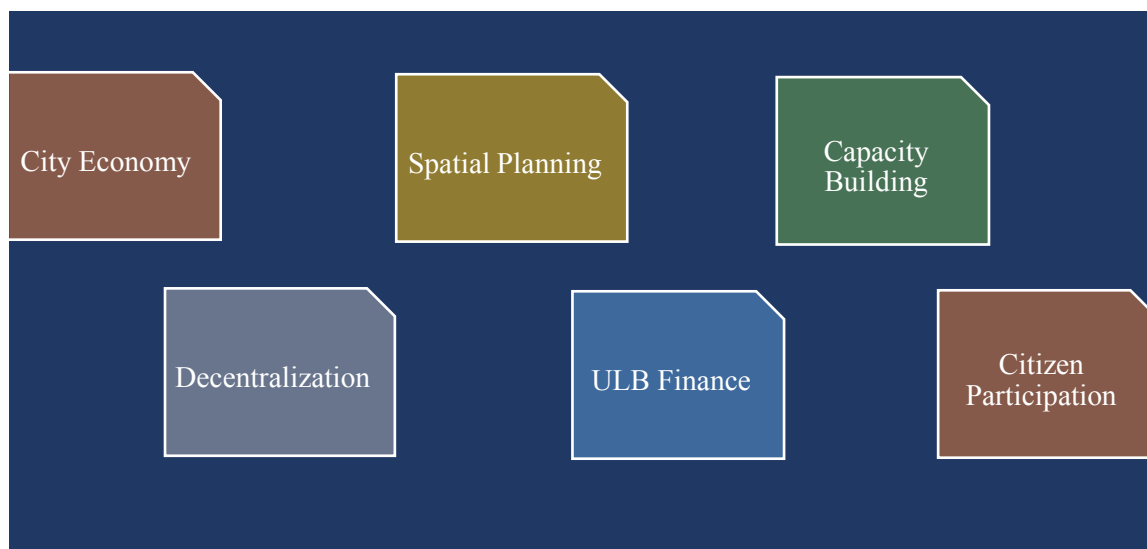 City Economy
Spatial Planning
Capacity
Building
Decentralization
ULB Finance
Citizen
Participation